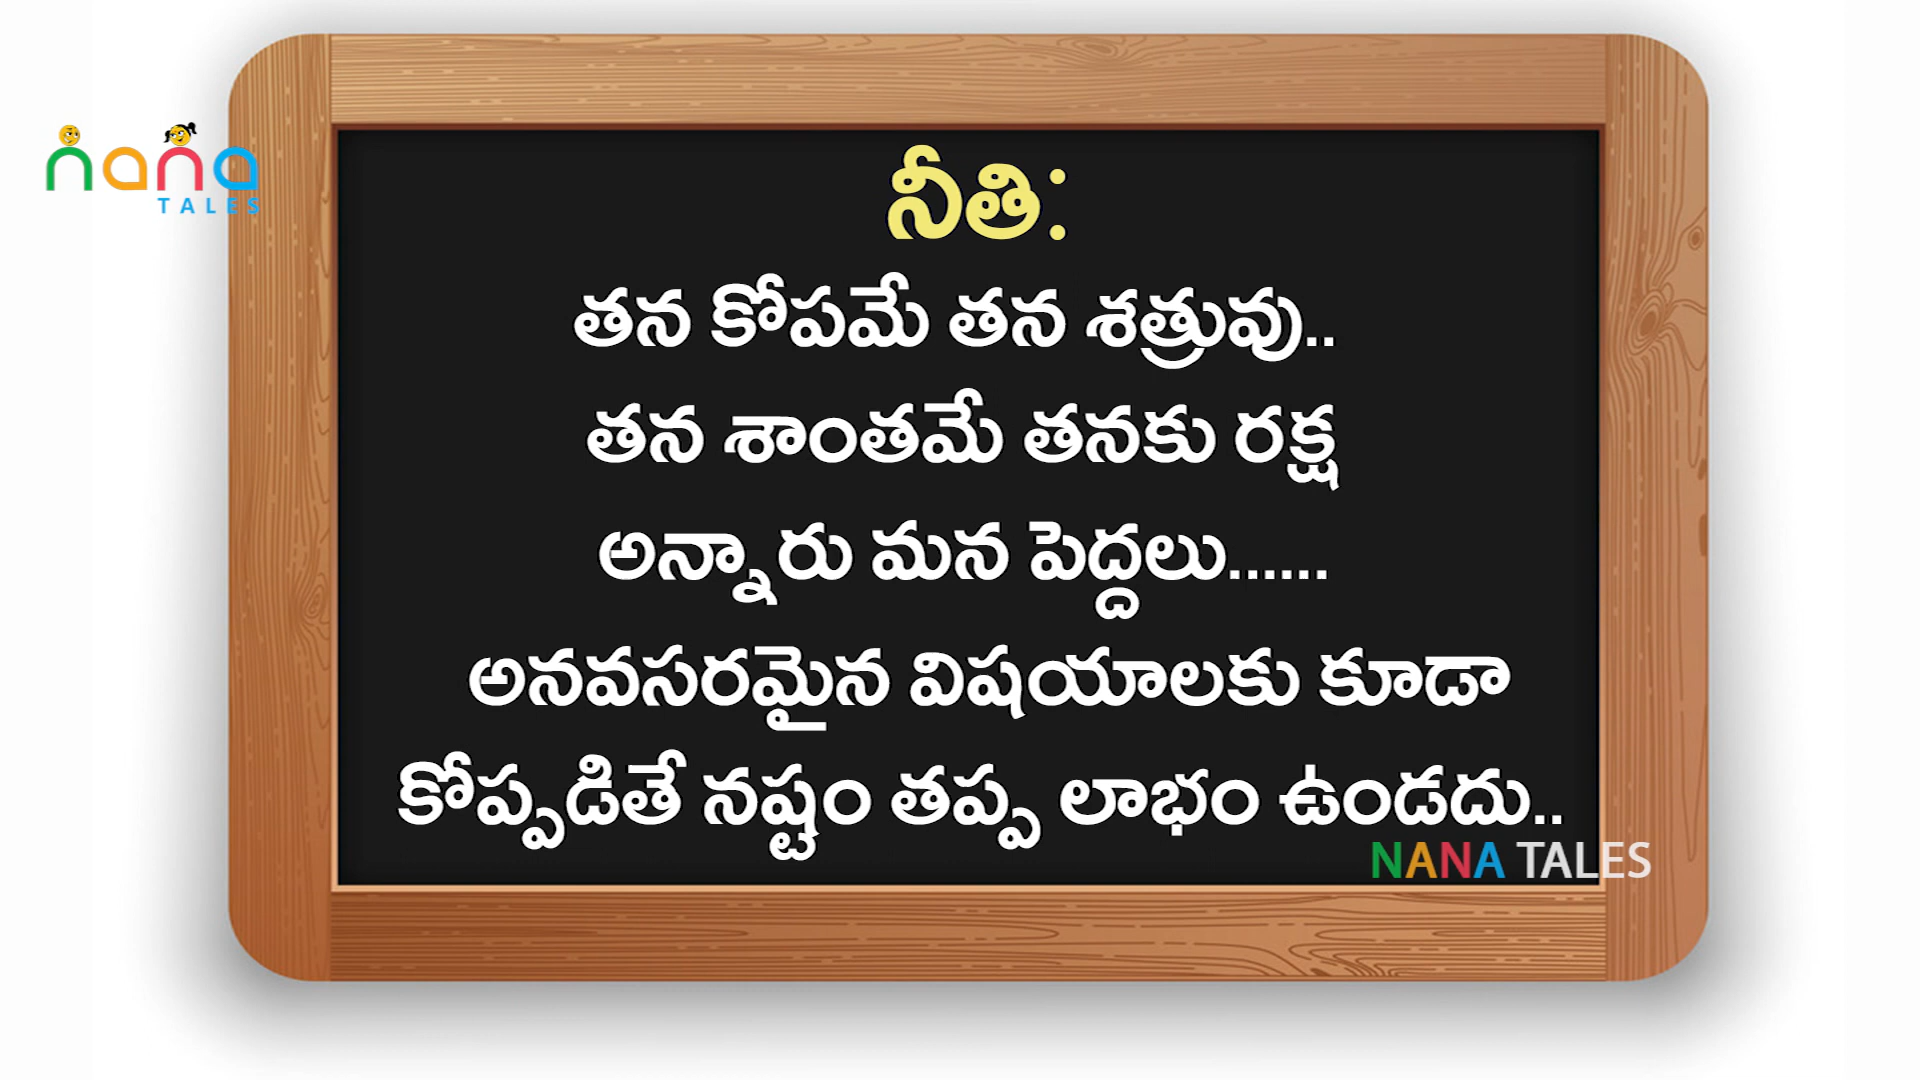 nana
TALES
నీతి:
తన కోపమే తన శత్రువు..
తన శాంతమే తనకు రక్ష
అన్నారు మన పెద్దలు......
అనవసరమైన విషయాలకు కూడా
కోప్పడితే నష్టం తప్ప లాభం ఉండదు..
NANA TALES